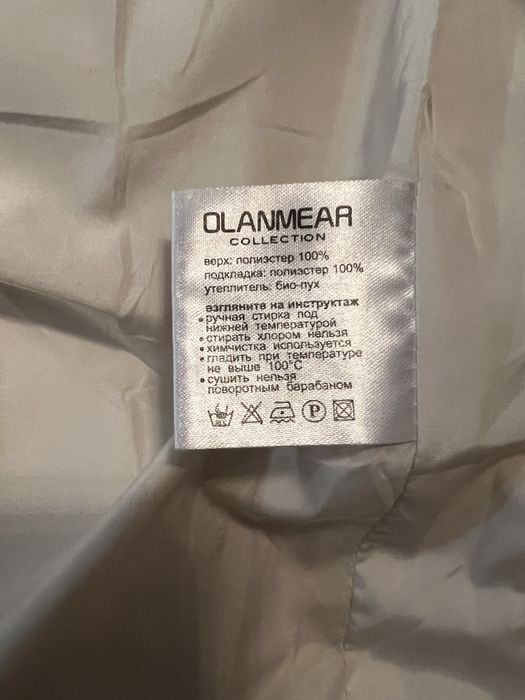 OLANMEAR
COLLECTION
верх: полиэстер 100%
подкладка: полиэстер 100%
утеплитель: био-пух
взгляните на инструктаж
•ручная стирка под
нижней температурой
•стирать хлором нельзя
•химчистка используется
•гладить при температуре
не выше 100°C
•сушить нельзя
поворотным барабаном
P